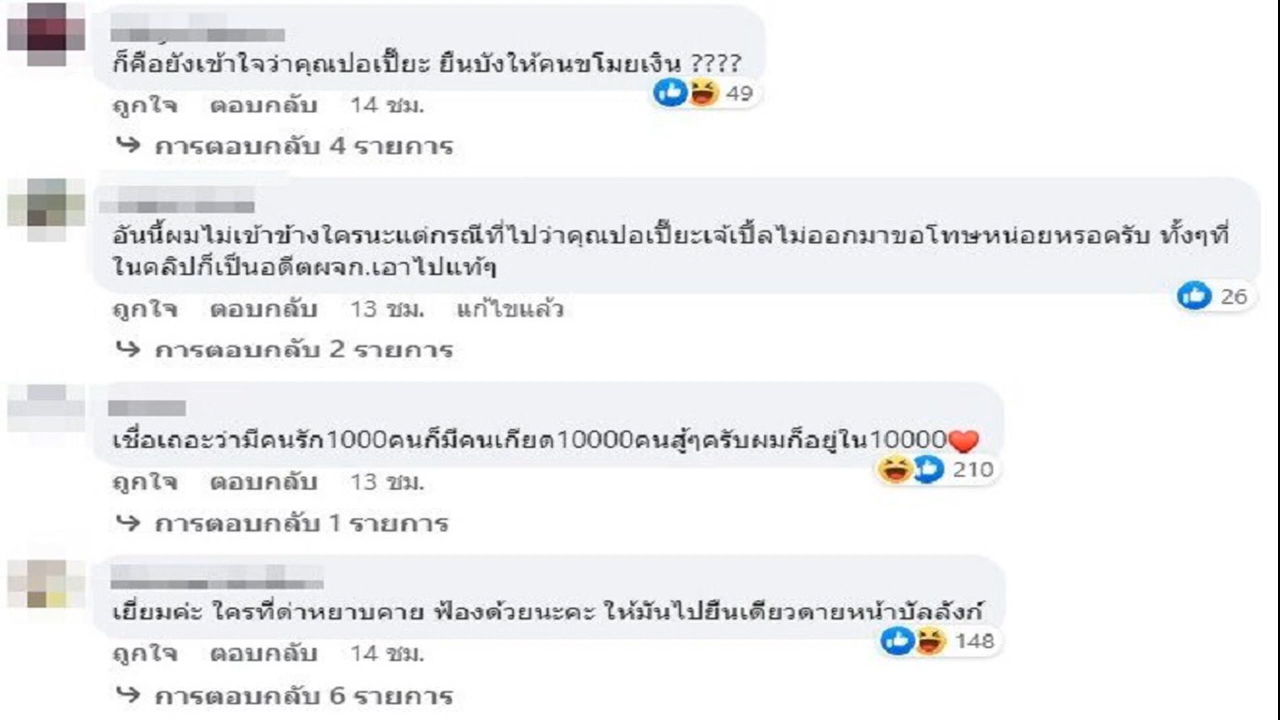 ก็คือยังเข้าใจว่าคุณปอเปี๊ยะ ยืนบังให้คนขโมยเงิน ????
49
ถูกใจ ตอบกลับ 14 ชม.
การตอบกลับ 4 รายการ
อันนี้ผมไม่เข้าข้างใครนะแต่กรณีที่ไปว่าคุณปอเปี๊ยะเจ้เปิ้ลไม่ออกมาขอโทษหน่อยหรอครับ ทั้งๆที่
ในคลิปก็เป็นอดีตผจก.เอาไปแท้ๆ
26
ถูกใจ ตอบกลับ 13 ชม. แก้ไขแล้ว
การตอบกลับ 2 รายการ
เชื่อเถอะว่ามีคนรัก1000คนก็มีคนเกียด10000คนสู้ๆครับผมก็อยู่ใน10000❤️
210
ถูกใจ ตอบกลับ 13 ชม.
การตอบกลับ 1 รายการ
เยี่ยมค่ะ ใครที่ด่าหยาบคาย ฟ้องด้วยนะคะ ให้มันไปยืนเดียวดายหน้าบัลลังก์
148
ถูกใจ ตอบกลับ 14 ชม.
การตอบกลับ 6 รายการ